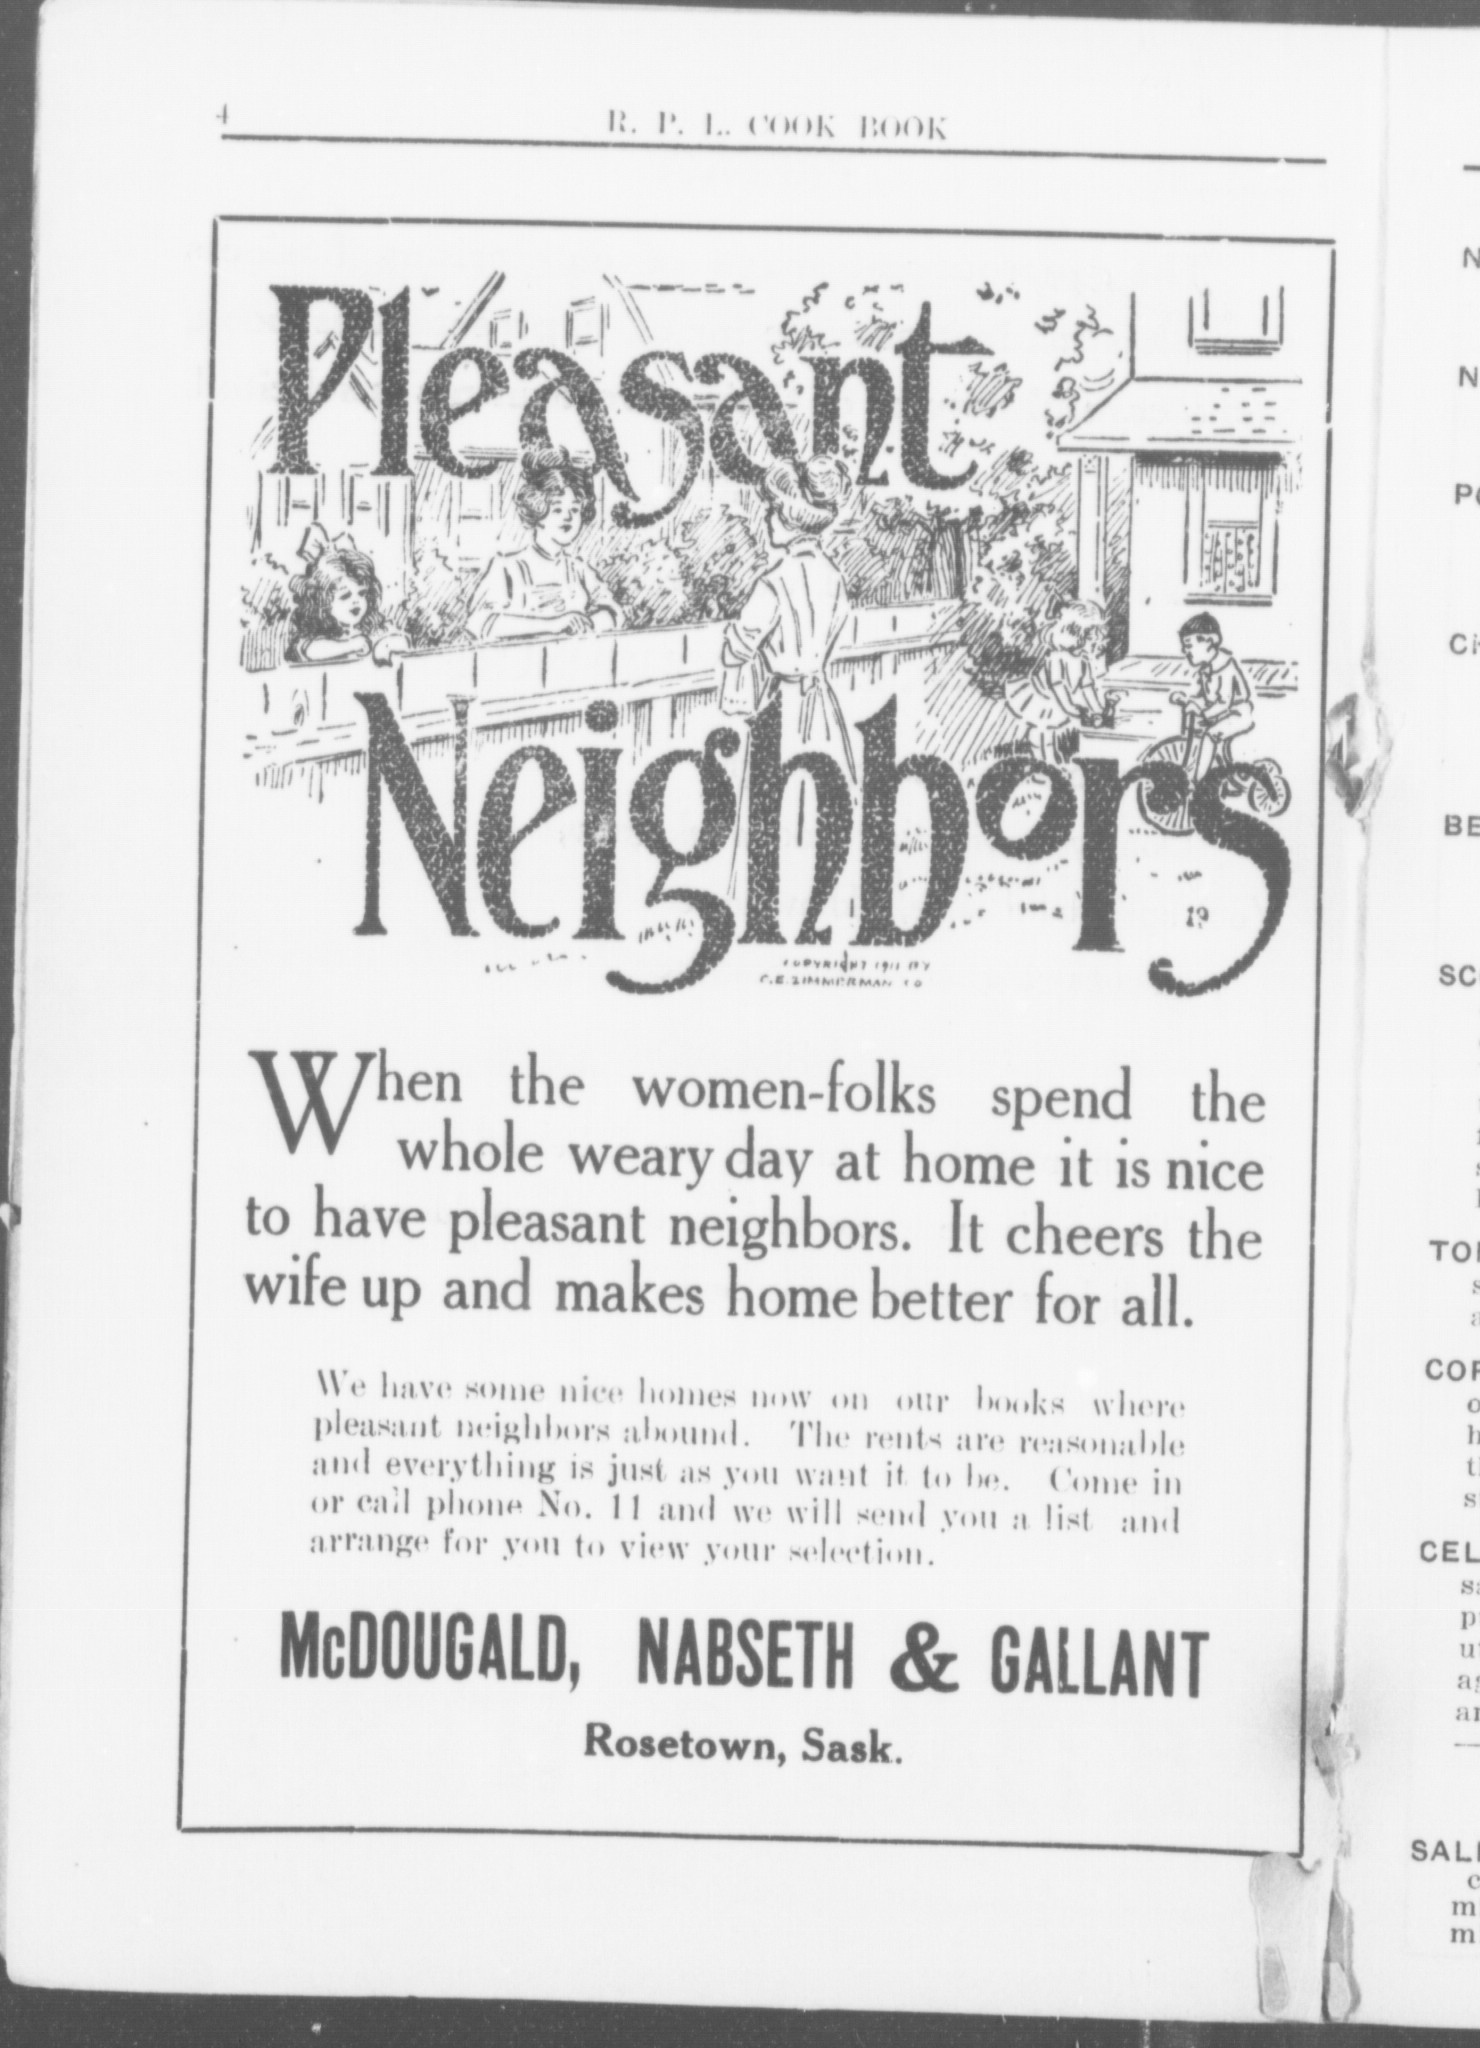 4
R. P. L. COOK BOOK
Pleasant
Neighbors
19
COPYRIGHT 1911 BY
C.E. ZIMMERMAN CO
When the women-folks spend the
whole weary day at home it is nice
to have pleasant neighbors. It cheers the
wife up and makes home better for all.
We have some nice homes now on our books where
pleasant neighbors abound. The rents are reasonable
and everything is just as you want it to be. Come in
or call phone No. 11 and we will send you a list and
arrange for you to view your selection.
McDOUGALD, NABSETH & GALLANT
Rosetown, Sask.